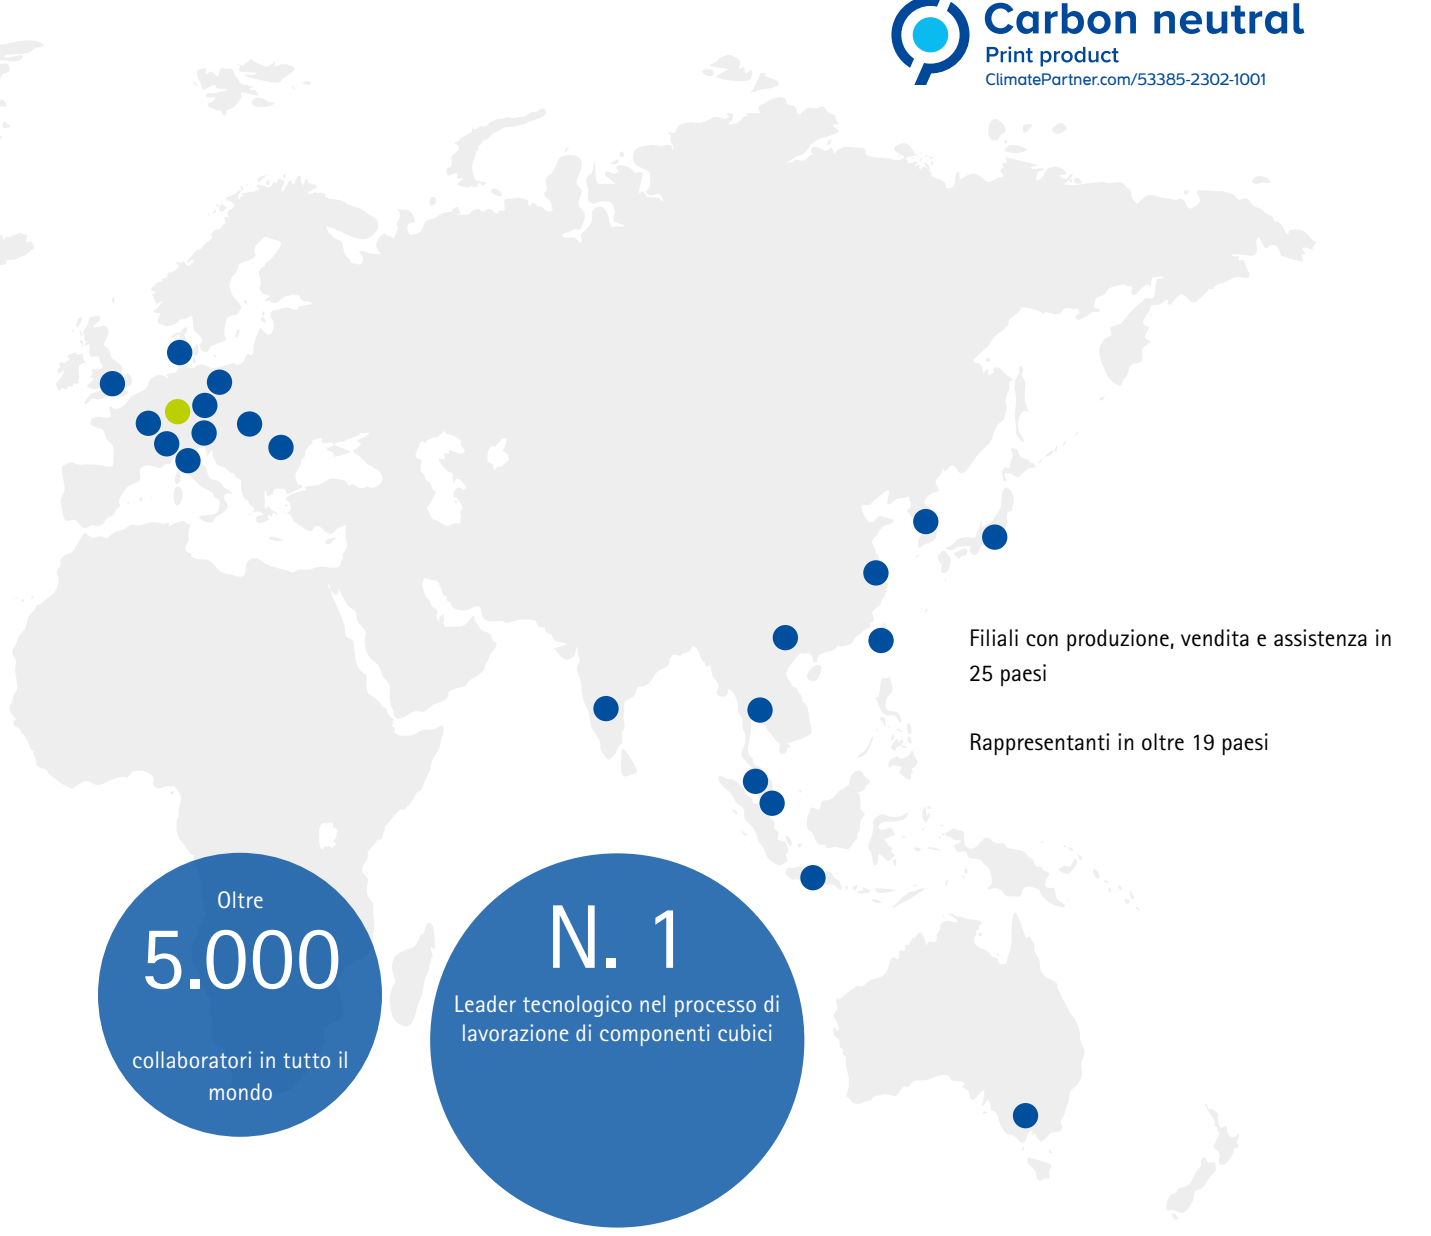 Carbon neutral
Print product
ClimatePartner.com/53385-2302-1001
Filiali con produzione, vendita e assistenza in
25 paesi
Rappresentanti in oltre 19 paesi
Oltre
5.000
collaboratori in tutto il
mondo
N. 1
Leader tecnologico nel processo di
lavorazione di componenti cubici